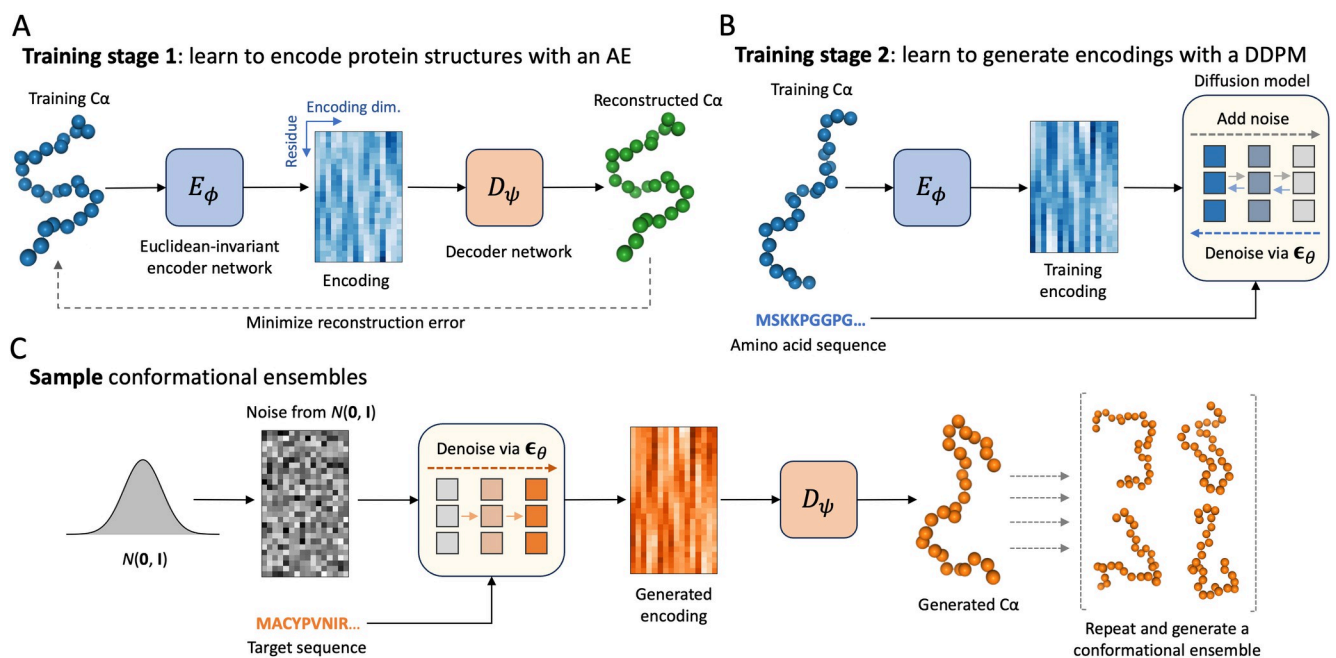 A
Training stage 1: learn to encode protein structures with an AE
Training Cα
Encoding dim.
Residue
Reconstructed Cα
Eϕ
Dψ
Euclidean-invariant
encoder network
Encoding
Decoder network
Minimize reconstruction error
B
Training stage 2: learn to generate encodings with a DDPM
Training Cα
Diffusion model
Add noise
Eϕ
Denoise via ϵθ
Training
encoding
MSKKPGGPG...
Amino acid sequence
C
Sample conformational ensembles
Noise from N(0, I)
Denoise via ϵθ
Dψ
N(0, I)
Generated
encoding
Generated Cα
MACYPVNIR...
Target sequence
Repeat and generate a
conformational ensemble